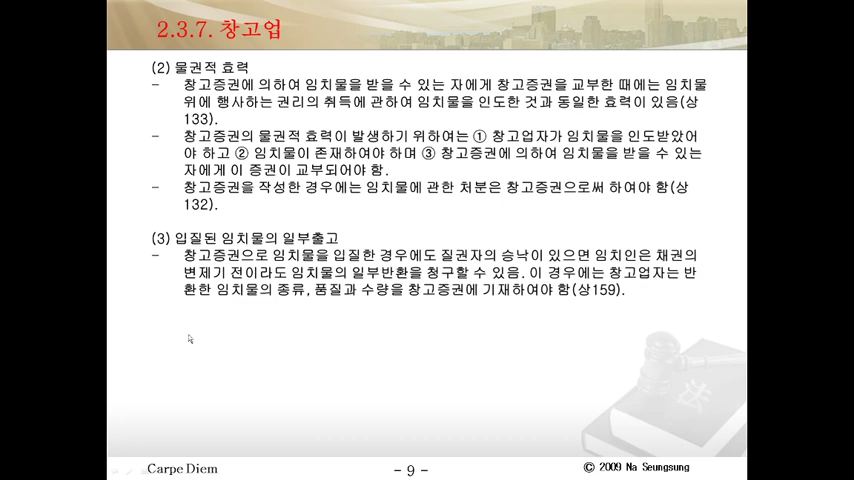 2.3.7. 창고업
(2) 물권적 효력
- 창고증권에 의하여 임치물을 받을 수 있는 자에게 창고증권을 교부한 때에는 임치물
위에 행사하는 권리의 취득에 관하여 임치물을 인도한 것과 동일한 효력이 있음(상
133).
- 창고증권의 물권적 효력이 발생하기 위하여는 ① 창고업자가 임치물을 인도받았어
야 하고 ② 임치물이 존재하여야 하며 ③ 창고증권에 의하여 임치물을 받을 수 있는
자에게 이 증권이 교부되어야 함.
- 창고증권을 작성한 경우에는 임치물에 관한 처분은 창고증권으로써 하여야 함(상
132).
(3) 입질된 임치물의 일부출고
- 창고증권으로 임치물을 입질한 경우에도 질권자의 승낙이 있으면 임치인은 채권의
변제기 전이라도 임치물의 일부반환을 청구할 수 있음. 이 경우에는 창고업자는 반
환한 임치물의 종류, 품질과 수량을 창고증권에 기재하여야 함(상159).
法
Carpe Diem
- 9 -
© 2009 Na Seungsung